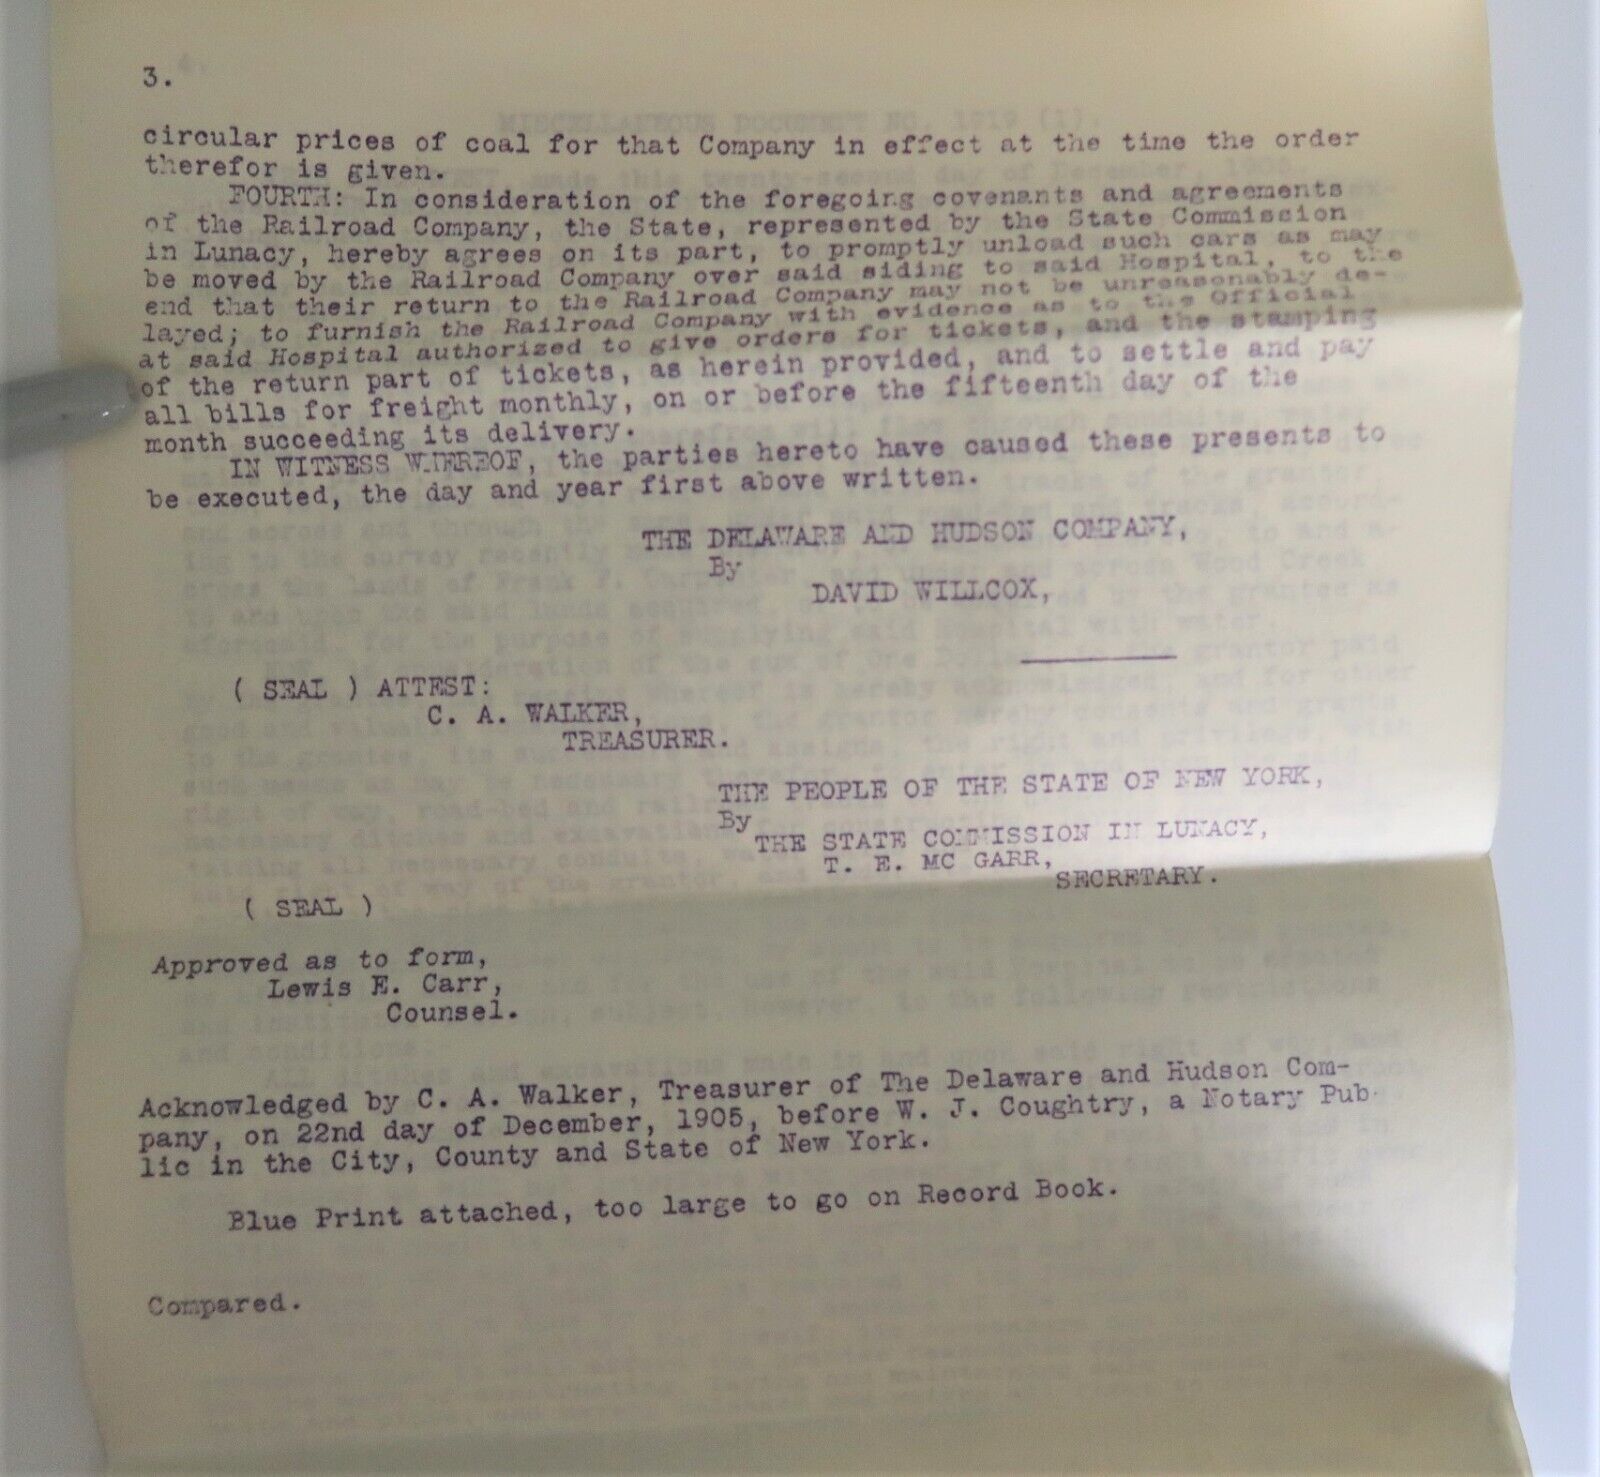 3.
circular prices of coal for that Company in effect at the time the order
therefor is given.
FOURTH: In consideration of the foregoing covenants and agreements
of the Railroad Company, the State, represented by the State Commission
in Lunacy, hereby agrees on its part, to promptly unload such cars as may
be moved by the Railroad Company over said siding to said Hospital, to the
end that their return to the Railroad Company may not be unreasonably de-
layed; to furnish the Railroad Company with evidence as to the Official
at said Hospital authorized to give orders for tickets, and the stamping
of the return part of tickets, as herein provided, and to settle and pay
all bills for freight monthly, on or before the fifteenth day of the
month succeeding its delivery.
IN WITNESS WHEREOF, the parties hereto have caused these presents to
be executed, the day and year first above written.
THE DELAWARE AND HUDSON COMPANY,
By
DAVID WILLCOX,
( SEAL ) ATTEST:
C. A. WALKER,
TREASURER.
THE PEOPLE OF THE STATE OF NEW YORK,
By
THE STATE COMMISSION IN LUNACY,
T. E. MC GARR,
SECRETARY.
( SEAL )
Approved as to form,
Lewis E. Carr,
Counsel.
Acknowledged by C. A. Walker, Treasurer of The Delaware and Hudson Com-
pany, on 22nd day of December, 1905, before W. J. Coughtry, a Notary Pub-
lic in the City, County and State of New York.
Blue Print attached, too large to go on Record Book.
Compared.